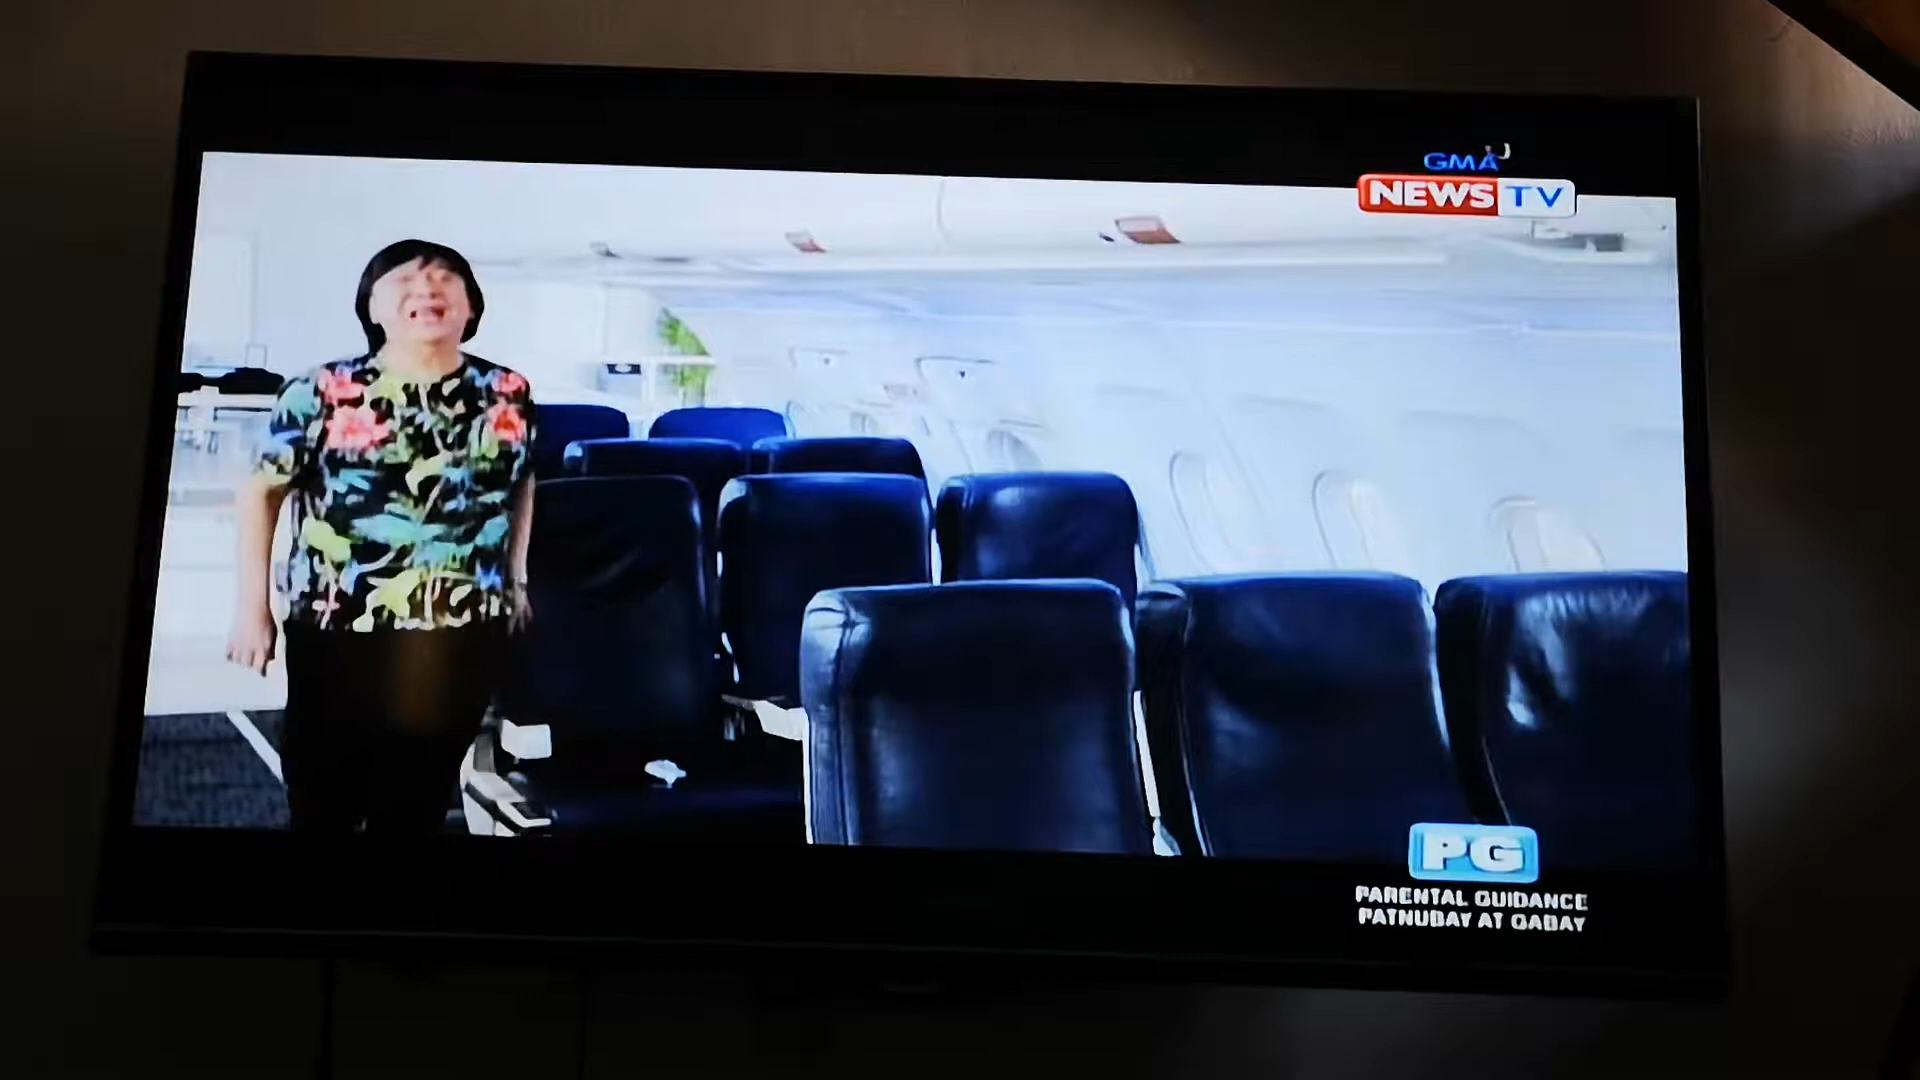 GMA
NEWS TV
PG
PARENTAL GUIDANCE
PATNUBAY AT GABAY